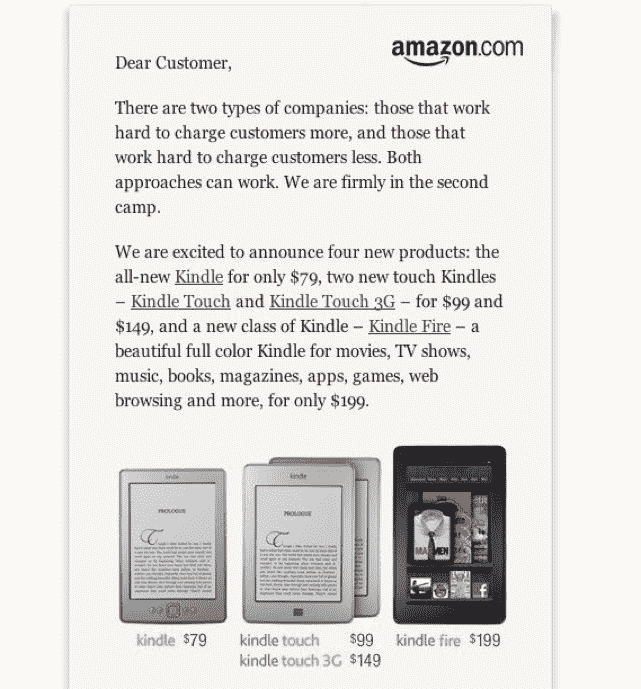 amazon.com
Dear Customer,
There are two types of companies: those that work
hard to charge customers more, and those that
work hard to charge customers less. Both
approaches can work. We are firmly in the second
camp.
We are excited to announce four new products: the
all-new Kindle for only $79, two new touch Kindles
– Kindle Touch and Kindle Touch 3G – for $99 and
$149, and a new class of Kindle – Kindle Fire – a
beautiful full color Kindle for movies, TV shows,
music, books, magazines, apps, games, web
browsing and more, for only $199.
kindle
PROLOGUE
kindle
PROLOGUE
MAD MEN
kindle $79
kindle touch $99
kindle touch 3G $149
kindle fire $199